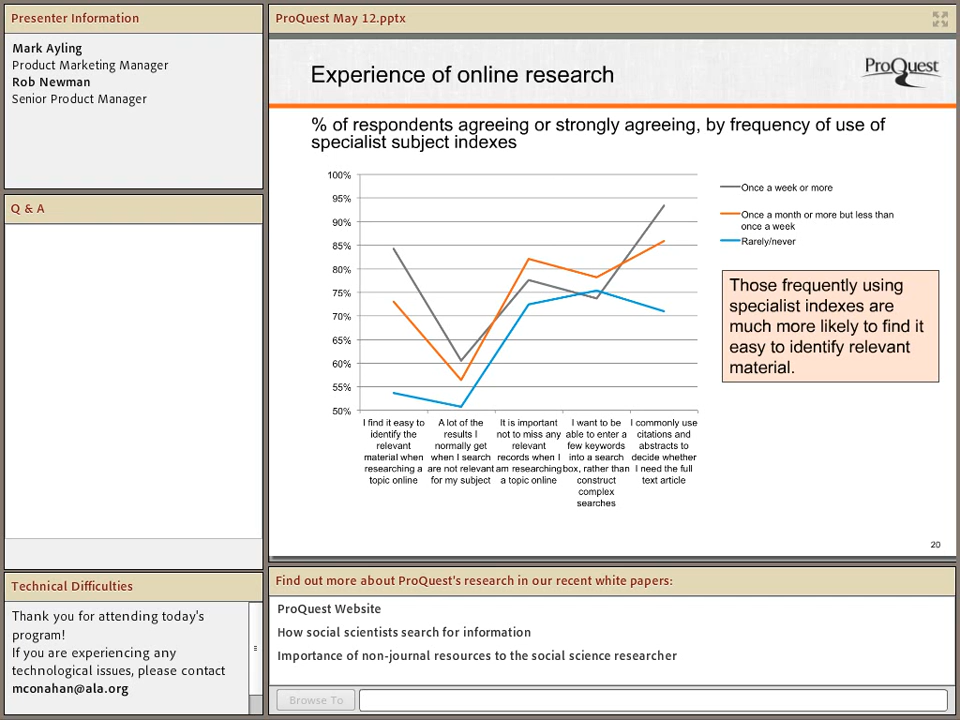 Presenter Information
Mark Ayling
Product Marketing Manager
Rob Newman
Senior Product Manager
Q & A
Technical Difficulties
Thank you for attending today's
program!
If you are experiencing any
technological issues, please contact
mconahan@ala.org
ProQuest May 12.pptx
Experience of online research
ProQuest
% of respondents agreeing or strongly agreeing, by frequency of use of
specialist subject indexes
100%
95%
90%
85%
80%
75%
70%
65%
60%
55%
50%
I find it easy to
identify the
relevant
material when
researching a
topic online
A lot of the
results I
normally get
when I search
are not relevant
for my subject
It is important
not to miss any
relevant
records when I
am researching
a topic online
I want to be
able to enter a
few keywords
into a search
box, rather than
construct
complex
searches
I commonly use
citations and
abstracts to
decide whether
I need the full
text article
Once a week or more
Once a month or more but less than
once a week
Rarely/never
Those frequently using
specialist indexes are
much more likely to find it
easy to identify relevant
material.
20
Find out more about ProQuest's research in our recent white papers:
ProQuest Website
How social scientists search for information
Importance of non-journal resources to the social science researcher
Browse To